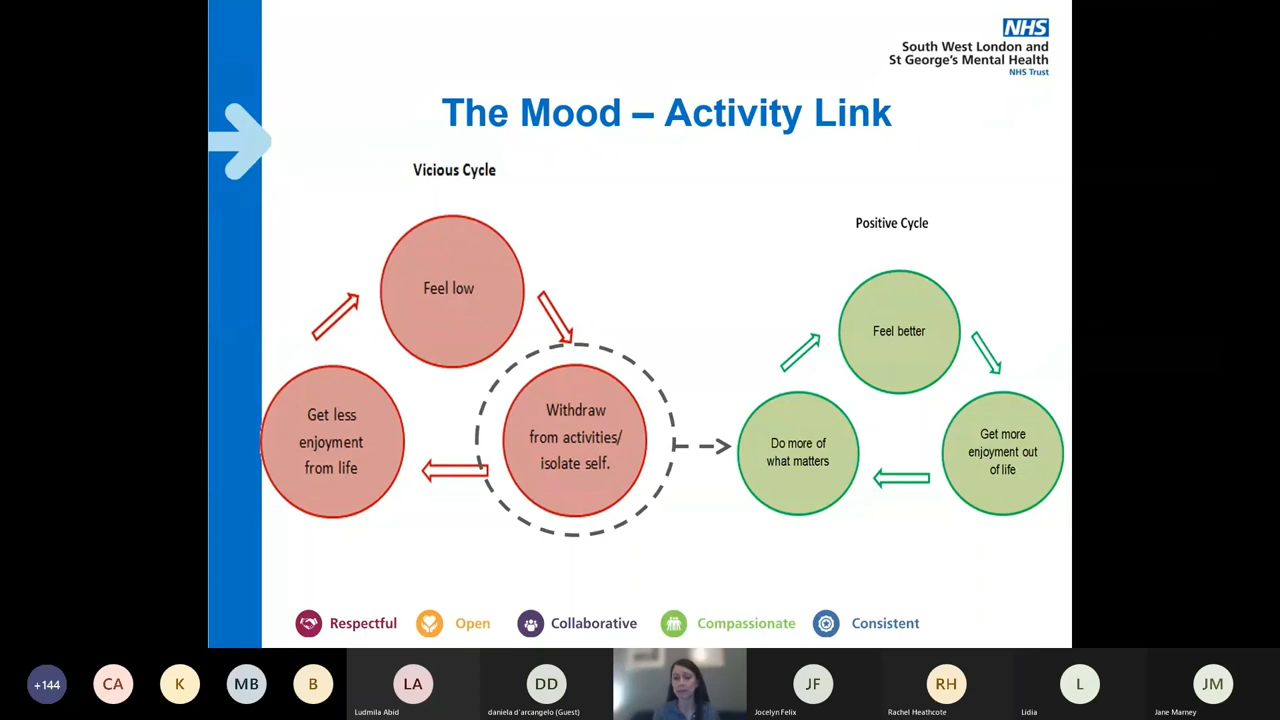 NHS
South West London and
St George's Mental Health
NHS Trust
The Mood – Activity Link
Vicious Cycle
Positive Cycle
Feel low
Feel better
Get less
enjoyment
from life
Withdraw
from activities/
isolate self.
Do more of
what matters
Get more
enjoyment out
of life
Respectful
Open
Collaborative
Compassionate
Consistent
+144
CA
K
MB
B
LA
DD
JF
RH
L
JM
Ludmila Abid
daniela d'arcangelo (Guest)
Jocelyn Felix
Rachel Heathcote
Lidia
Jane Marney